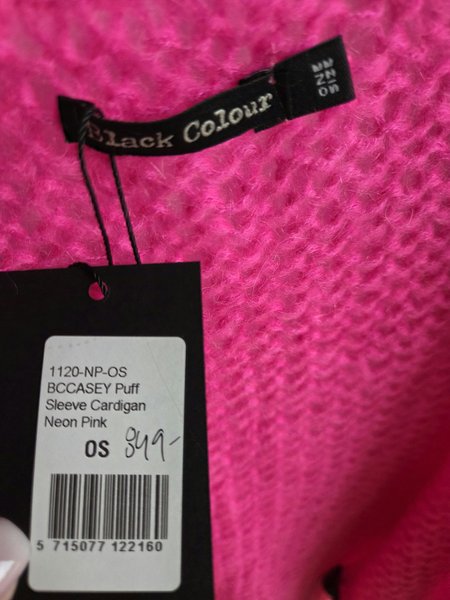 Black Colour
1120-NP-OS
BCCASEY Puff
Sleeve Cardigan
Neon Pink
OS 849-
5 715077 122160